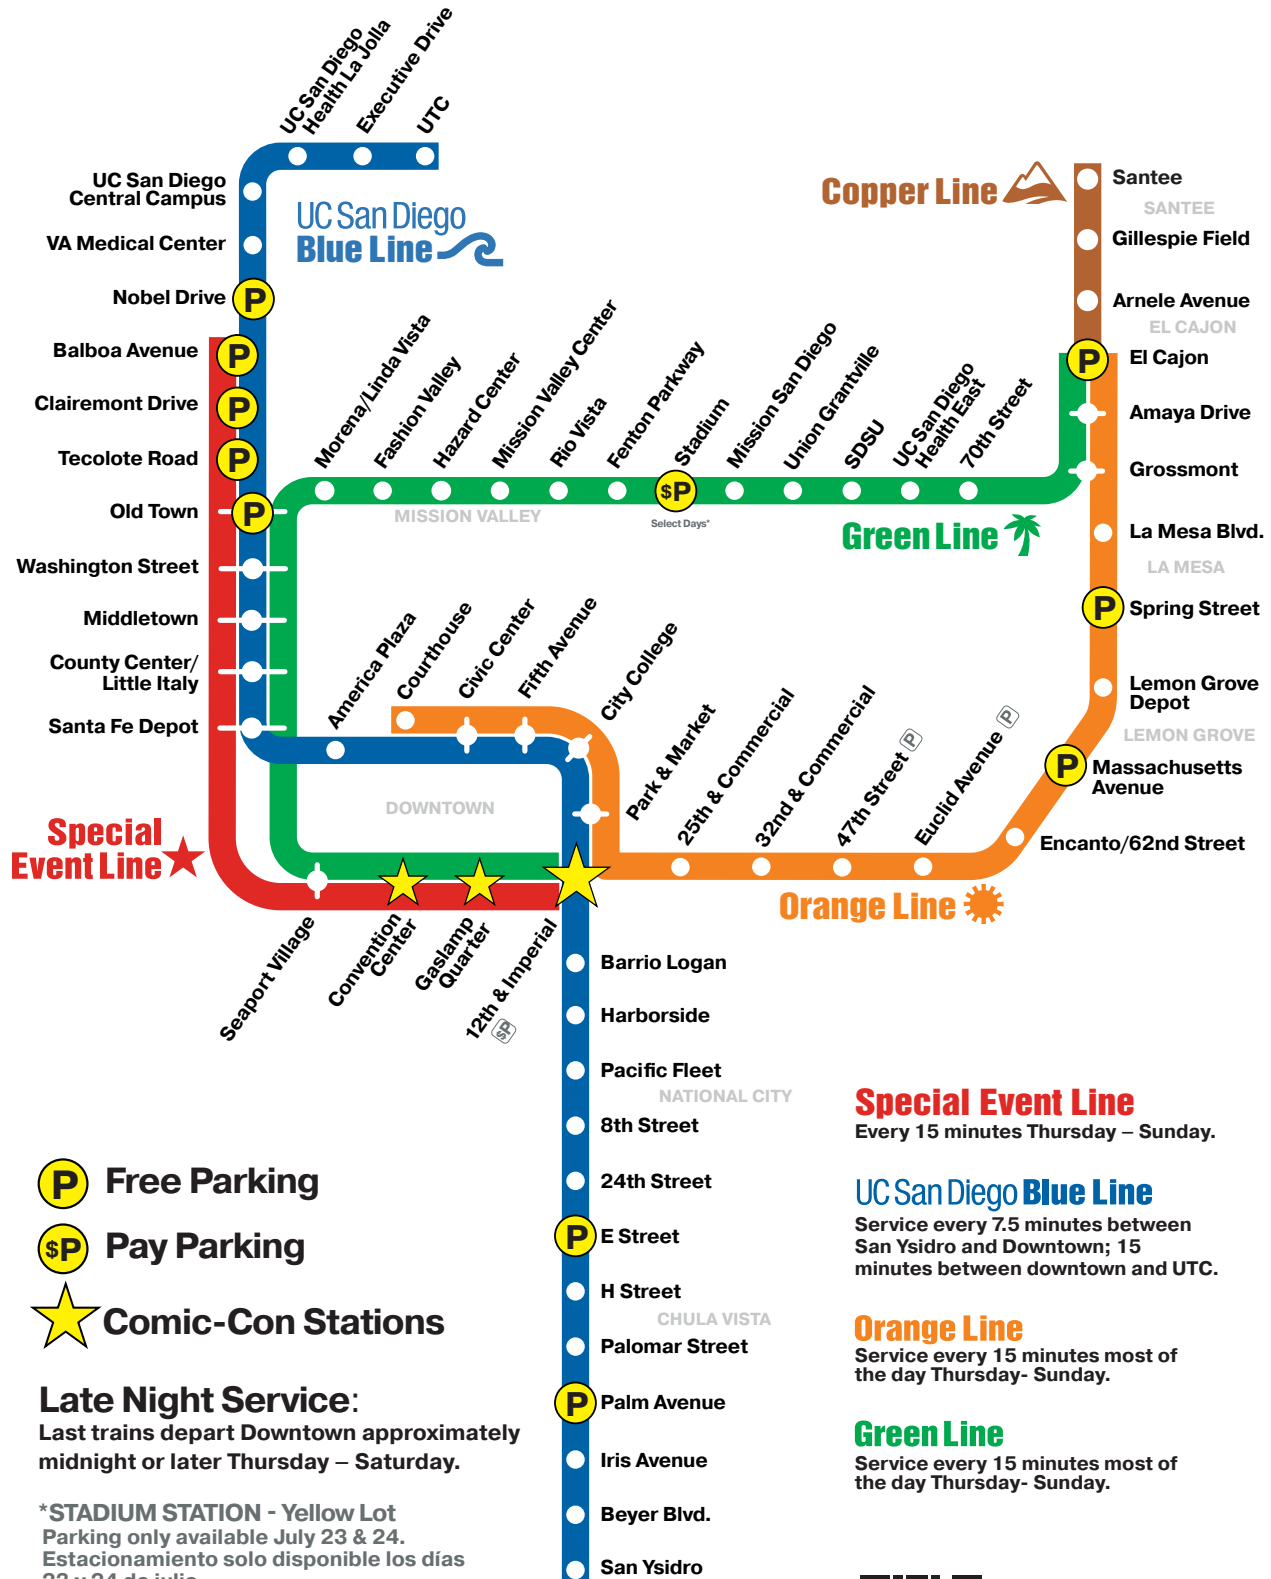 UC San Diego
Health La Jolla
Executive Drive
UTC
UC San Diego
Central Campus
VA Medical Center
Nobel Drive
P
Balboa Avenue
P
Clairemont Drive
P
Tecolote Road
P
Old Town
P
Washington Street
Middletown
County Center/
Little Italy
Santa Fe Depot
UC San Diego
Blue Line
Copper Line
Santee
SANTEE
Gillespie Field
Arnele Avenue
EL CAJON
P
El Cajon
Amaya Drive
Grossmont
La Mesa Blvd.
LA MESA
P
Spring Street
Lemon Grove
Depot
LEMON GROVE
P
Massachusetts
Avenue
Encanto/62nd Street
Morena/Linda Vista
Fashion Valley
Hazard Center
Mission Valley Center
Rio Vista
Fenton Parkway
Stadium
$P
Select Days*
Mission San Diego
Union Grantville
SDSU
UC San Diego
Health East
70th Street
MISSION VALLEY
Green Line
America Plaza
Courthouse
Civic Center
Fifth Avenue
City College
Park & Market
25th & Commercial
32nd & Commercial
47th Street P
Euclid Avenue P
DOWNTOWN
Special
Event Line
Orange Line
Seaport Village
Convention
Center
Gaslamp
Quarter
12th & Imperial
$P
Barrio Logan
Harborside
Pacific Fleet
NATIONAL CITY
8th Street
24th Street
P
E Street
H Street
CHULA VISTA
Palomar Street
P
Palm Avenue
Iris Avenue
Beyer Blvd.
San Ysidro
P Free Parking
$P Pay Parking
Comic-Con Stations
Late Night Service:
Last trains depart Downtown approximately
midnight or later Thursday – Saturday.
*STADIUM STATION - Yellow Lot
Parking only available July 23 & 24.
Estacionamiento solo disponible los días
23 y 24 de julio
Special Event Line
Every 15 minutes Thursday – Sunday.
UC San Diego Blue Line
Service every 7.5 minutes between
San Ysidro and Downtown; 15
minutes between downtown and UTC.
Orange Line
Service every 15 minutes most of
the day Thursday- Sunday.
Green Line
Service every 15 minutes most of
the day Thursday- Sunday.